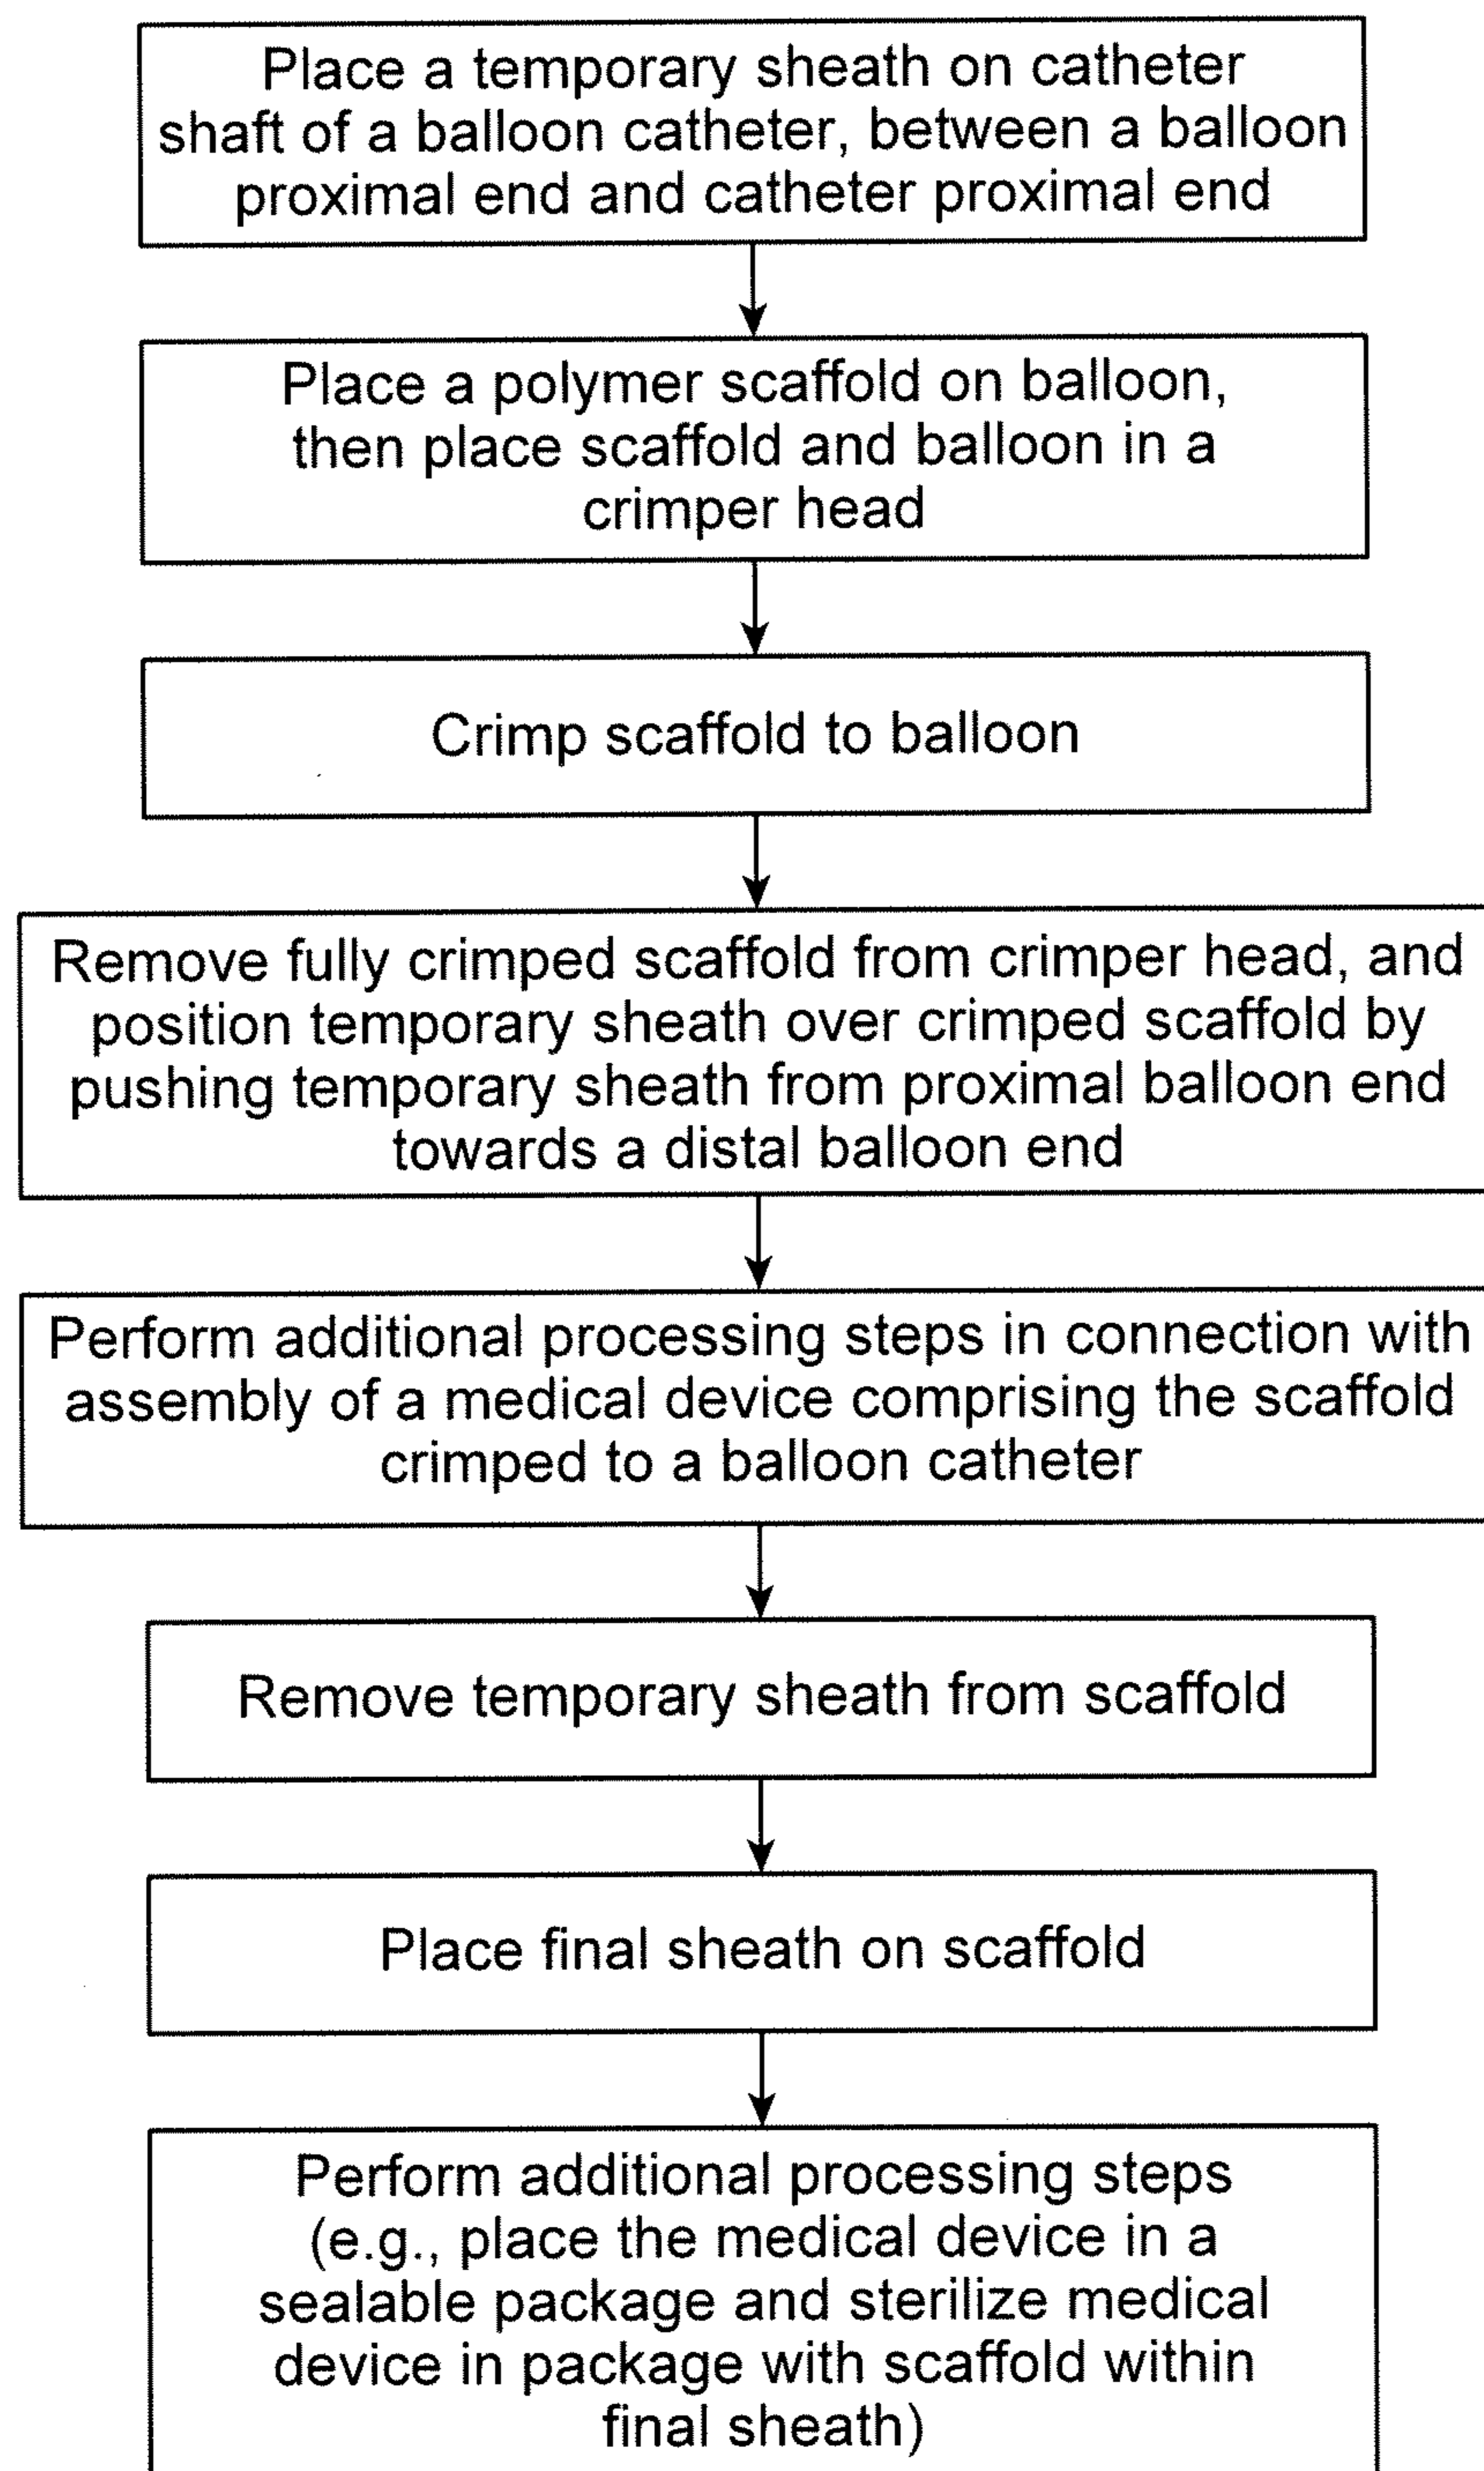 Place a temporary sheath on catheter
shaft of a balloon catheter, between a balloon
proximal end and catheter proximal end
Place a polymer scaffold on balloon,
then place scaffold and balloon in a
crimper head
Crimp scaffold to balloon
Remove fully crimped scaffold from crimper head, and
position temporary sheath over crimped scaffold by
pushing temporary sheath from proximal balloon end
towards a distal balloon end
Perform additional processing steps in connection with
assembly of a medical device comprising the scaffold
crimped to a balloon catheter
Remove temporary sheath from scaffold
Place final sheath on scaffold
Perform additional processing steps
(e.g., place the medical device in a
sealable package and sterilize medical
device in package with scaffold within
final sheath)